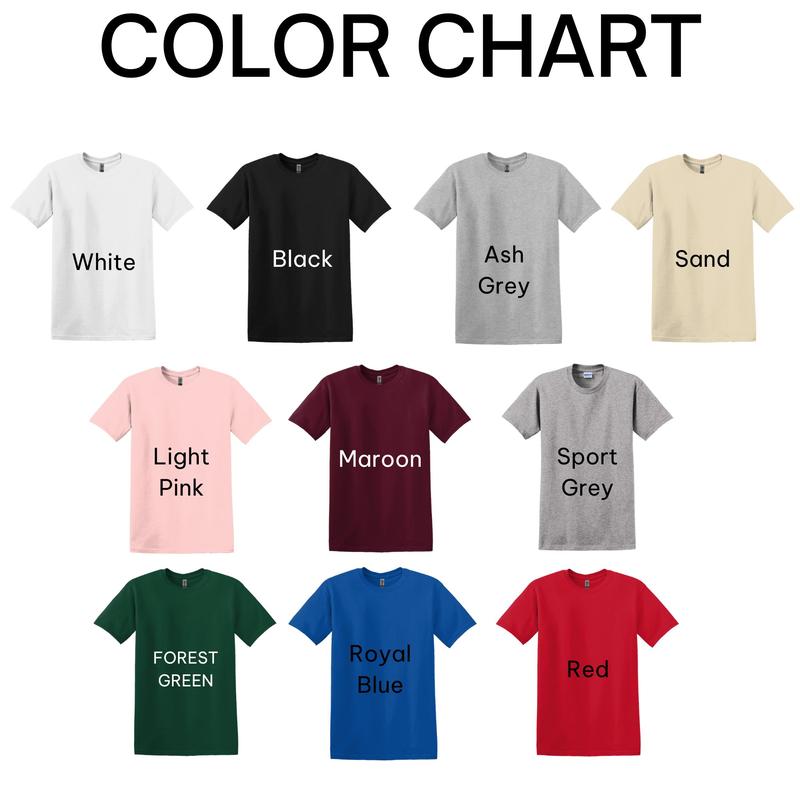 COLOR CHART
White
Black
Ash
Grey
Sand
Light
Pink
Maroon
Sport
Grey
FOREST
GREEN
Royal
Blue
Red